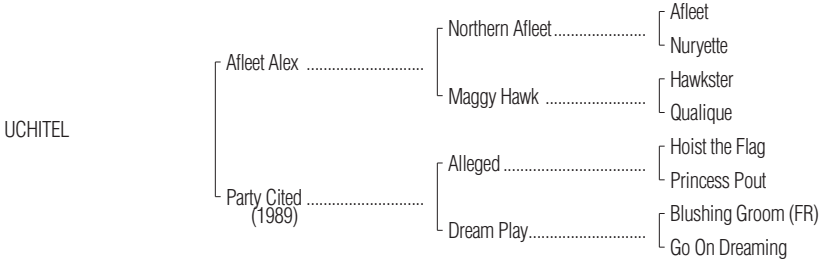 Afleet
Northern Afleet......................
Nuryette
Afleet Alex ............................
Hawkster
Maggy Hawk ........................
Qualique
UCHITEL
Hoist the Flag
Alleged ..................................
Princess Pout
Party Cited ............................
(1989)
Blushing Groom (FR)
Dream Play............................
Go On Dreaming